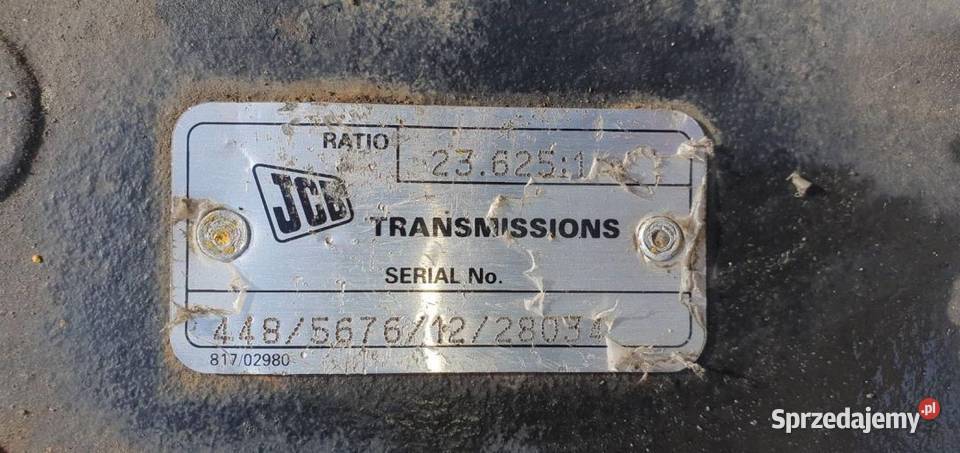 RATIO 23.625:1
JCB TRANSMISSIONS
SERIAL No.
448/5676/12/28034
817/02980
Sprzedajemy.pl